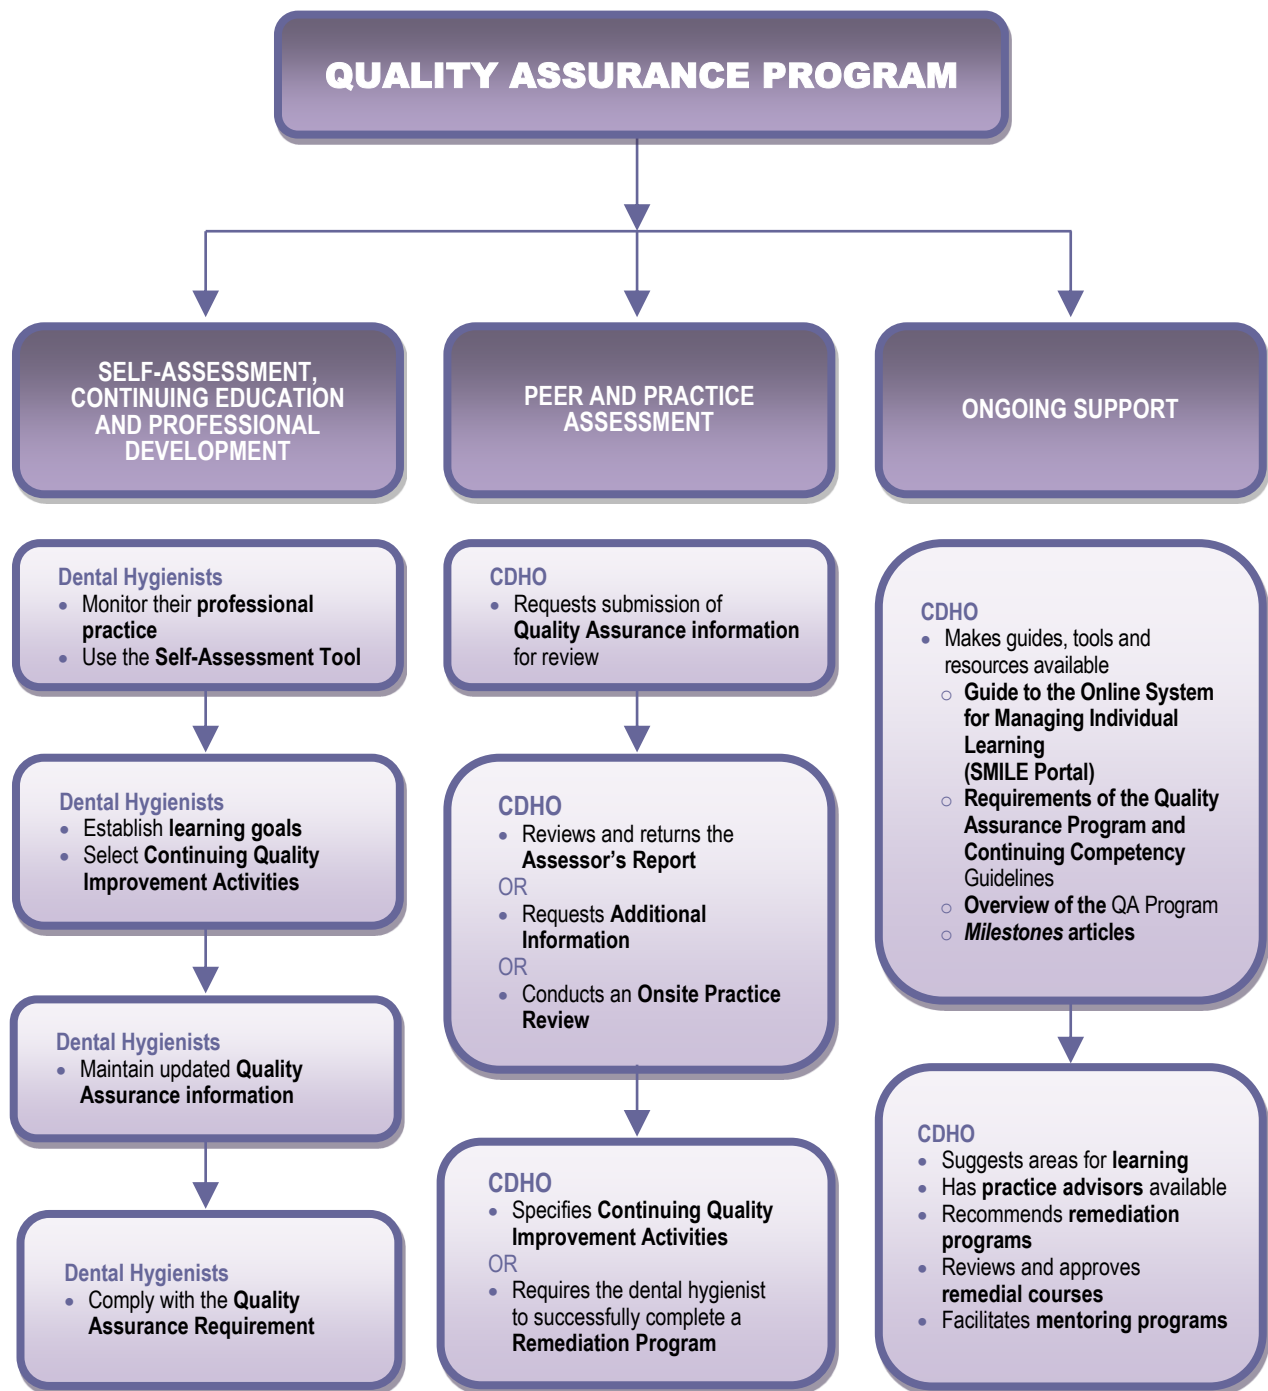 QUALITY ASSURANCE PROGRAM
SELF-ASSESSMENT,
CONTINUING EDUCATION
AND PROFESSIONAL
DEVELOPMENT
Dental Hygienists
• Monitor their professional
practice
• Use the Self-Assessment Tool
Dental Hygienists
• Establish learning goals
• Select Continuing Quality
Improvement Activities
Dental Hygienists
• Maintain updated Quality
Assurance information
Dental Hygienists
• Comply with the Quality
Assurance Requirement
PEER AND PRACTICE
ASSESSMENT
CDHO
• Requests submission of
Quality Assurance information
for review
CDHO
• Reviews and returns the
Assessor’s Report
OR
• Requests Additional
Information
OR
• Conducts an Onsite Practice
Review
CDHO
• Specifies Continuing Quality
Improvement Activities
OR
• Requires the dental hygienist
to successfully complete a
Remediation Program
ONGOING SUPPORT
CDHO
• Makes guides, tools and
resources available
○ Guide to the Online System
for Managing Individual
Learning
(SMILE Portal)
○ Requirements of the Quality
Assurance Program and
Continuing Competency
Guidelines
○ Overview of the QA Program
○ Milestones articles
CDHO
• Suggests areas for learning
• Has practice advisors available
• Recommends remediation
programs
• Reviews and approves
remedial courses
• Facilitates mentoring programs